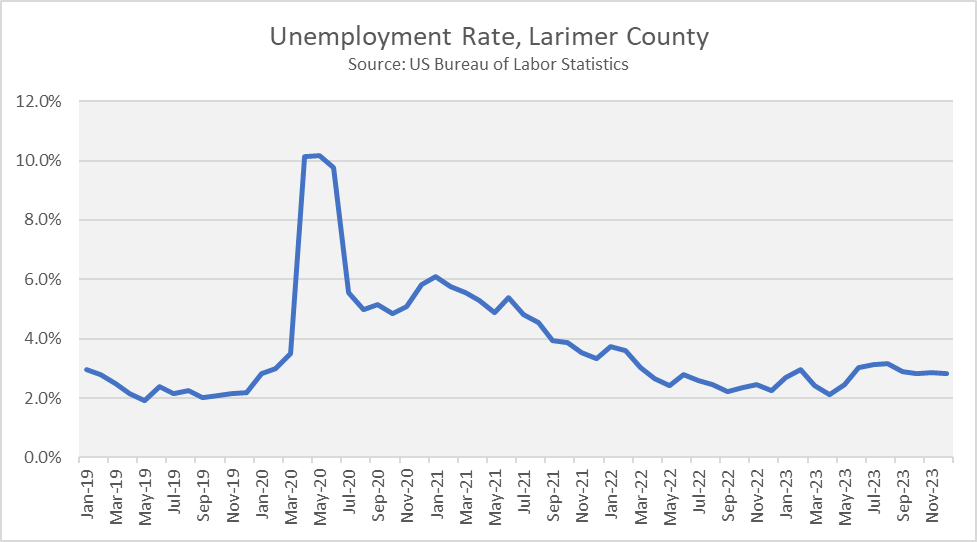 Unemployment Rate, Larimer County
Source: US Bureau of Labor Statistics
12.0%
10.0%
8.0%
6.0%
4.0%
2.0%
0.0%
Jan-19
Mar-19
May-19
Jul-19
Sep-19
Nov-19
Jan-20
Mar-20
May-20
Jul-20
Sep-20
Nov-20
Jan-21
Mar-21
May-21
Jul-21
Sep-21
Nov-21
Jan-22
Mar-22
May-22
Jul-22
Sep-22
Nov-22
Jan-23
Mar-23
May-23
Jul-23
Sep-23
Nov-23